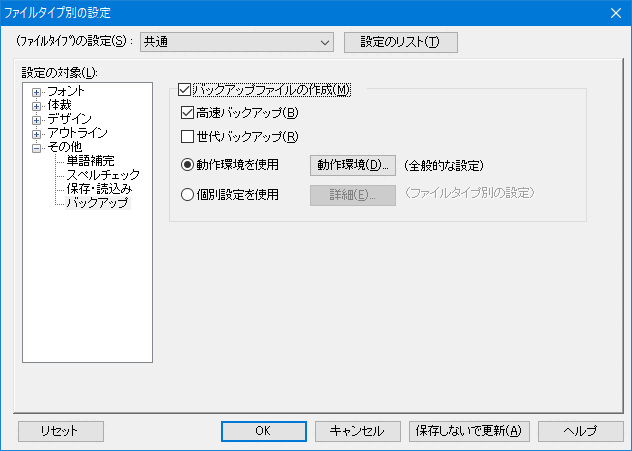 ファイルタイプ別の設定
(ﾌｧｲﾙﾀｲﾌﾟ)の設定(S)： 共通 設定のリスト(T)
設定の対象(L):
フォント
体裁
デザイン
アウトライン
その他
単語補完
スペルチェック
保存・読込み
バックアップ
バックアップファイルの作成(M)
高速バックアップ(B)
世代バックアップ(R)
動作環境を使用 動作環境(D)... (全般的な設定)
個別設定を使用 詳細(E)... (ファイルタイプ別の設定)
リセット OK キャンセル 保存しないで更新(A) ヘルプ